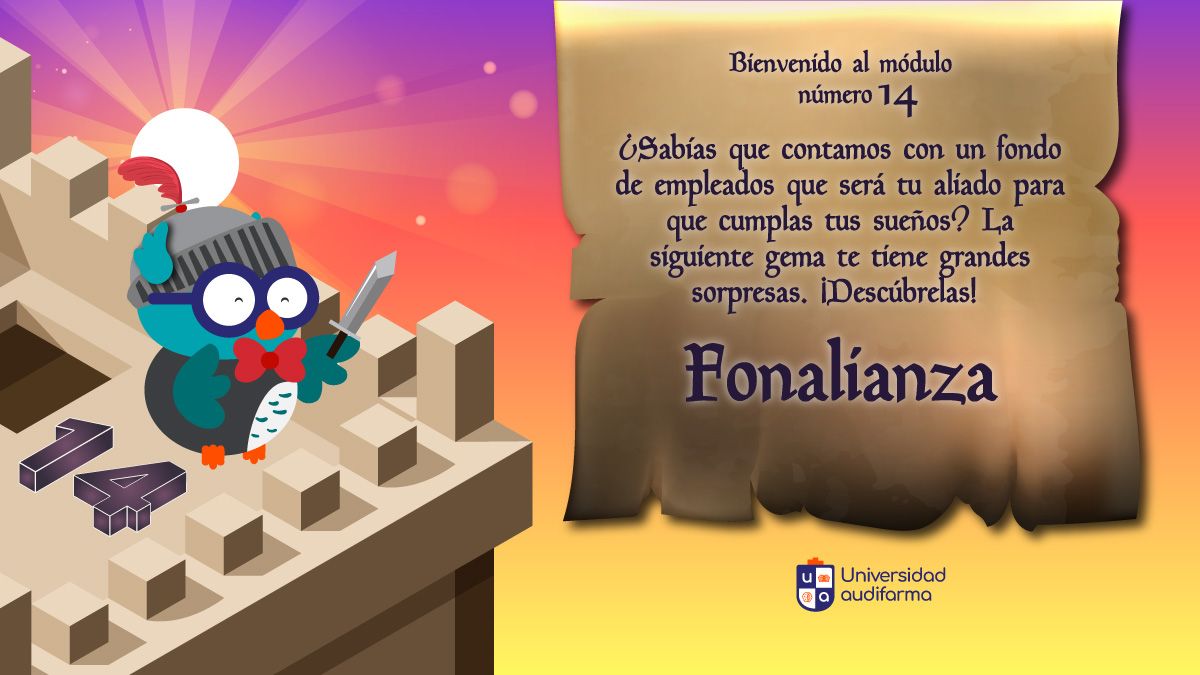 Bienvenido al módulo
número 14
¿Sabías que contamos con un fondo
de empleados que será tu aliado para
que cumplas tus sueños? La
siguiente gema te tiene grandes
sorpresas. ¡Descúbrelas!
Fonalianza
14
u
a
Universidad
audifarma